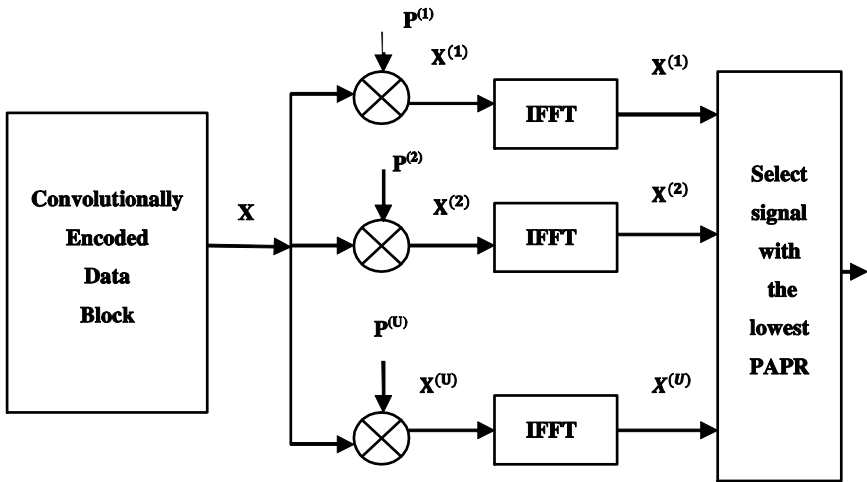 P⁽¹⁾
X⁽¹⁾
X⁽¹⁾
IFFT
P⁽²⁾
Convolutionally
Encoded
Data
Block
X
X⁽²⁾
IFFT
X⁽²⁾
P⁽ᵁ⁾
X⁽ᵁ⁾
IFFT
X⁽ᵁ⁾
Select
signal
with
the
lowest
PAPR